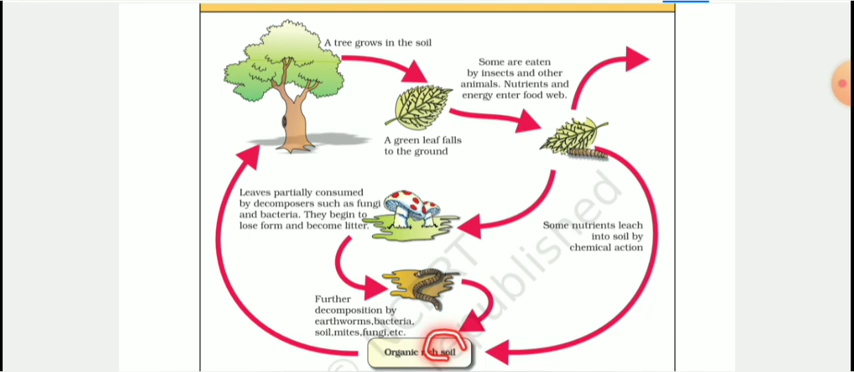 A tree grows in the soil
Some are eaten
by insects and other
animals. Nutrients and
energy enter food web.
A green leaf falls
to the ground
Leaves partially consumed
by decomposers such as fungi
and bacteria. They begin to
lose form and become litter.
Some nutrients leach
into soil by
chemical action
Further
decomposition by
earthworms,bacteria,
soil,mites,fungi,etc.
Organic rich soil
© NCERT
republished